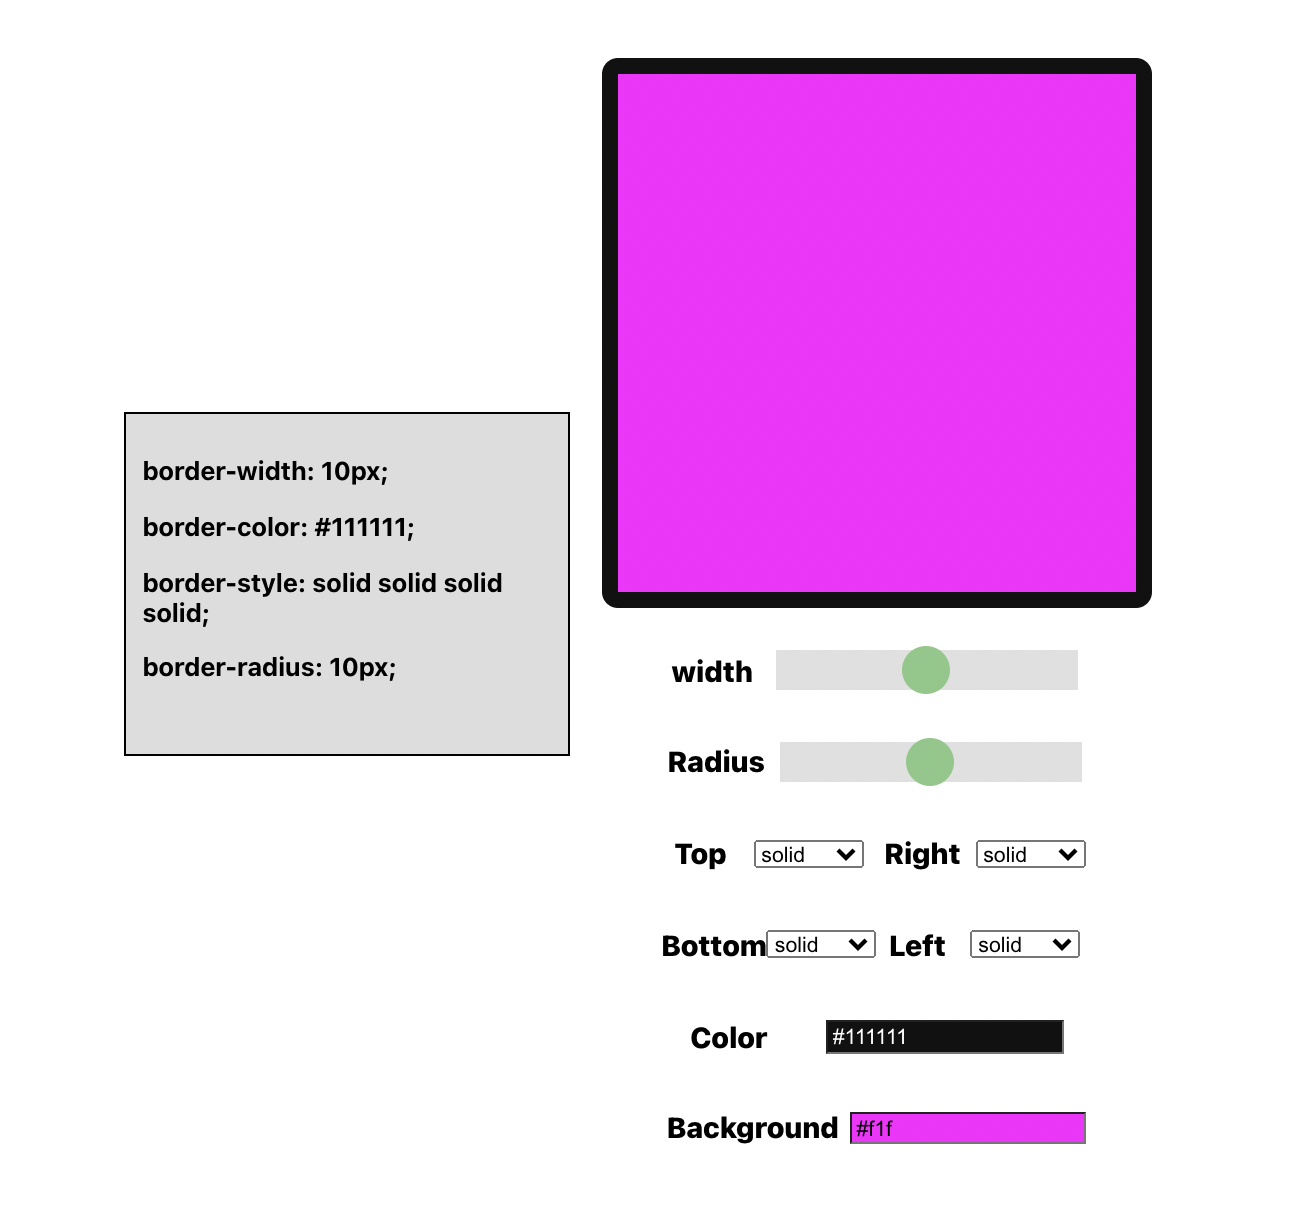 border-width: 10px;
border-color: #111111;
border-style: solid solid solid
solid;
border-radius: 10px;
width
Radius
Top solid Right solid
Bottom solid Left solid
Color #111111
Background #f1f